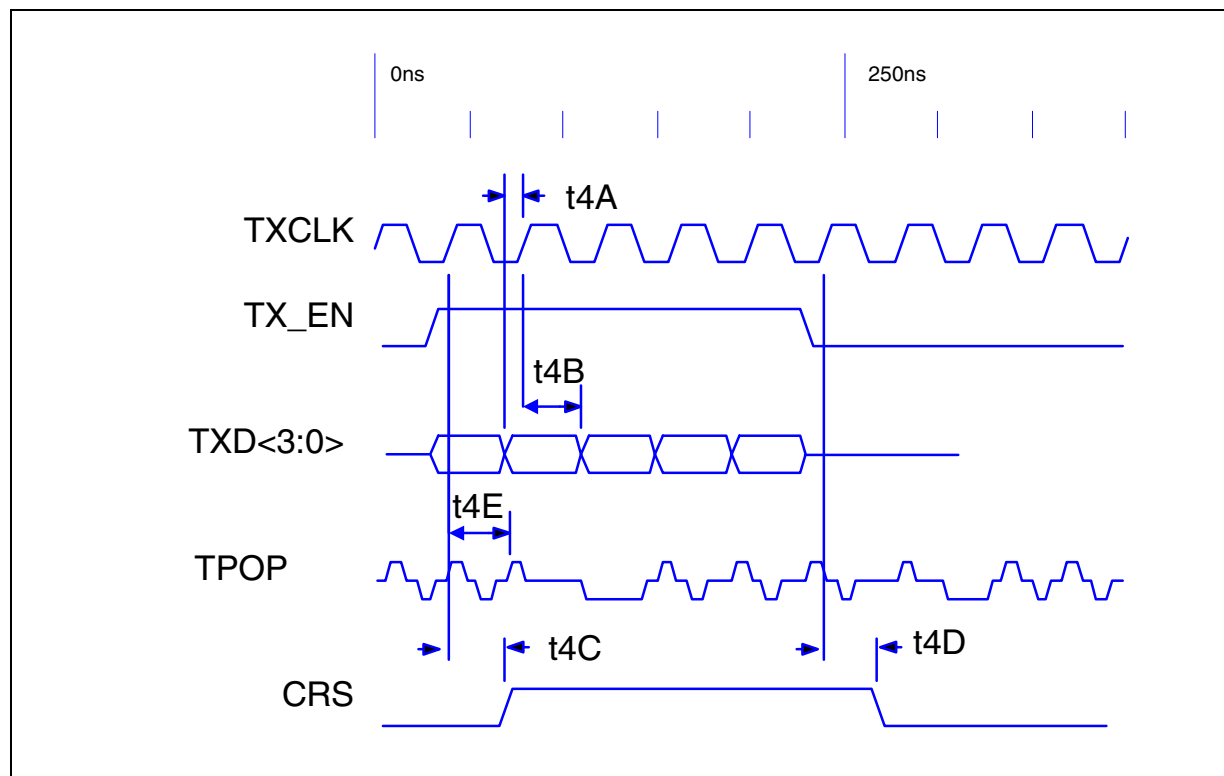 0ns
250ns
t4A
TXCLK
TX_EN
t4B
TXD<3:0>
t4E
TPOP
t4C
t4D
CRS